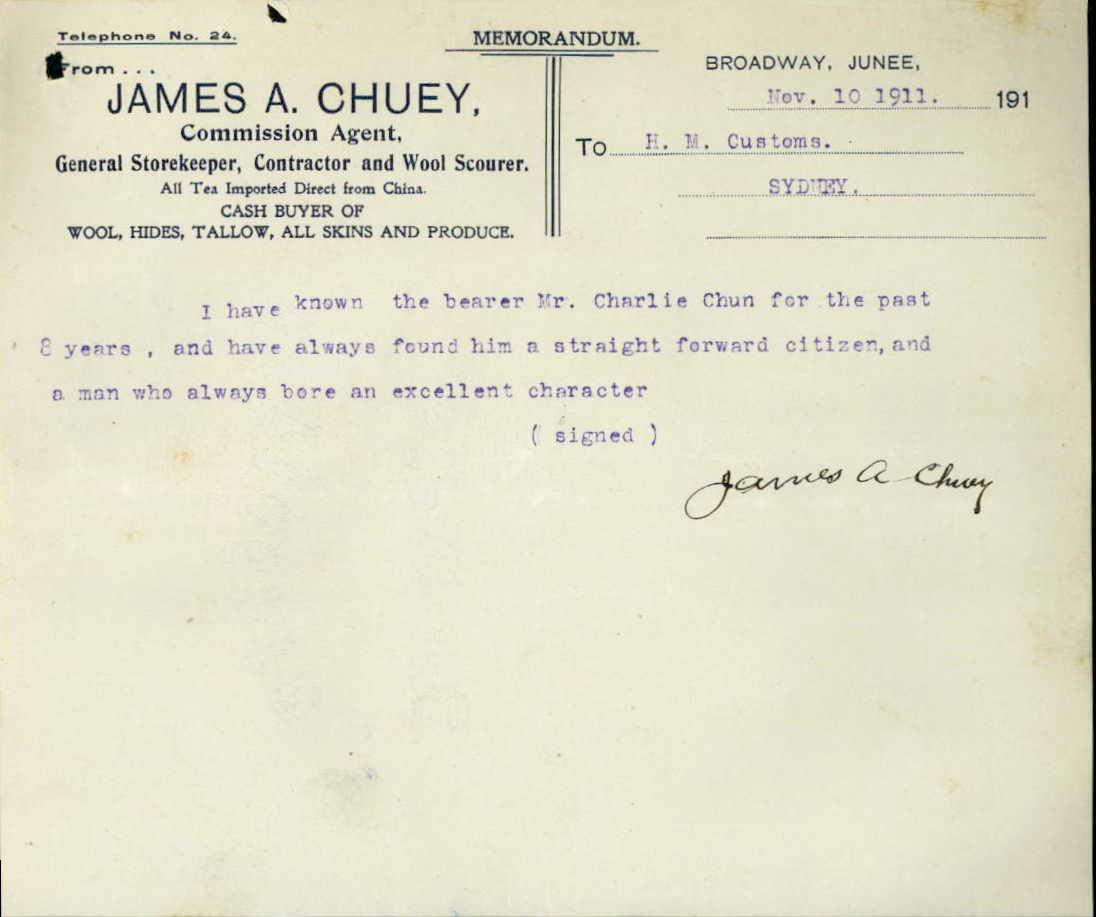 Telephone No. 24.
MEMORANDUM.
From . . .
JAMES A. CHUEY,
Commission Agent,
General Storekeeper, Contractor and Wool Scourer.
All Tea Imported Direct from China.
CASH BUYER OF
WOOL, HIDES, TALLOW, ALL SKINS AND PRODUCE.
BROADWAY, JUNEE,
Nov. 10 1911. 191
To H. M. Customs.
SYDNEY.
I have known the bearer Mr. Charlie Chun for the past
8 years , and have always found him a straight forward citizen, and
a man who always bore an excellent character
( signed )
James A Chuey